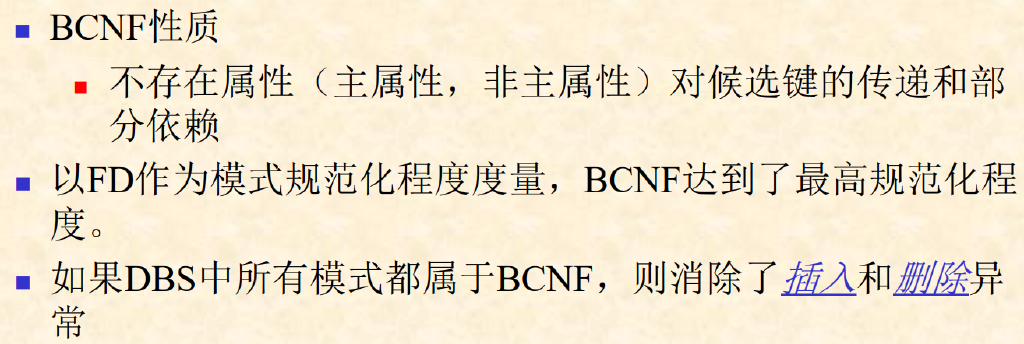 BCNF性质
不存在属性（主属性，非主属性）对候选键的传递和部
分依赖
以FD作为模式规范化程度度量，BCNF达到了最高规范化程
度。
如果DBS中所有模式都属于BCNF，则消除了插入和删除异
常